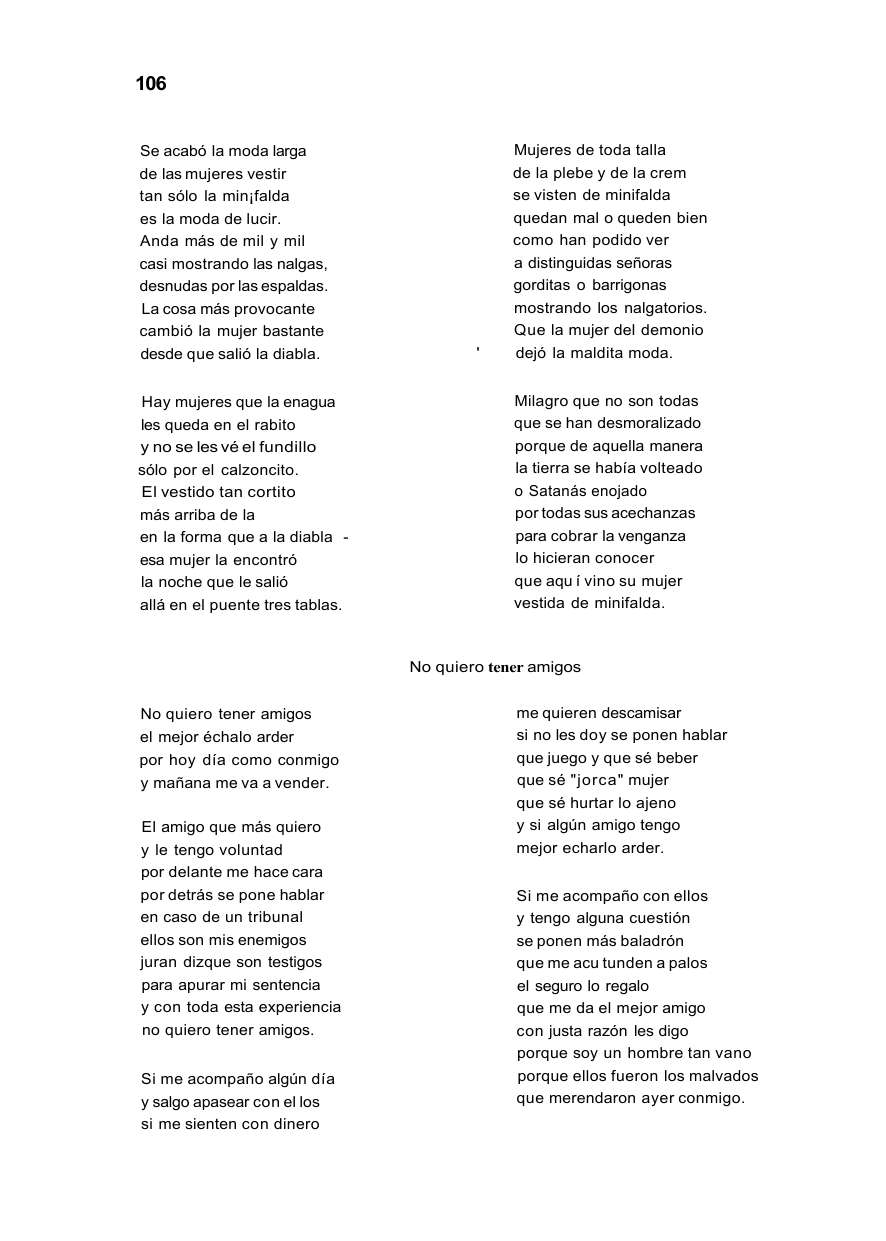 106
Se acabó la moda larga
de las mujeres vestir
tan sólo la min¡falda
es la moda de lucir.
Anda más de mil y mil
casi mostrando las nalgas,
desnudas por las espaldas.
La cosa más provocante
cambió la mujer bastante
desde que salió la diabla.

Hay mujeres que la enagua
les queda en el rabito
y no se les vé el fundillo
sólo por el calzoncito.
El vestido tan cortito
más arriba de la
en la forma que a la diabla -
esa mujer la encontró
la noche que le salió
allá en el puente tres tablas.

Mujeres de toda talla
de la plebe y de la crem
se visten de minifalda
quedan mal o queden bien
como han podido ver
a distinguidas señoras
gorditas o barrigonas
mostrando los nalgatorios.
Que la mujer del demonio
' dejó la maldita moda.

Milagro que no son todas
que se han desmoralizado
porque de aquella manera
la tierra se había volteado
o Satanás enojado
por todas sus acechanzas
para cobrar la venganza
lo hicieran conocer
que aqu í vino su mujer
vestida de minifalda.

No quiero tener amigos

No quiero tener amigos
el mejor échalo arder
por hoy día como conmigo
y mañana me va a vender.

El amigo que más quiero
y le tengo voluntad
por delante me hace cara
por detrás se pone hablar
en caso de un tribunal
ellos son mis enemigos
juran dizque son testigos
para apurar mi sentencia
y con toda esta experiencia
no quiero tener amigos.

Si me acompaño algún día
y salgo apasear con el los
si me sienten con dinero
me quieren descamisar
si no les doy se ponen hablar
que juego y que sé beber
que sé "jorca" mujer
que sé hurtar lo ajeno
y si algún amigo tengo
mejor echarlo arder.

Si me acompaño con ellos
y tengo alguna cuestión
se ponen más baladrón
que me acu tunden a palos
el seguro lo regalo
que me da el mejor amigo
con justa razón les digo
porque soy un hombre tan vano
porque ellos fueron los malvados
que merendaron ayer conmigo.